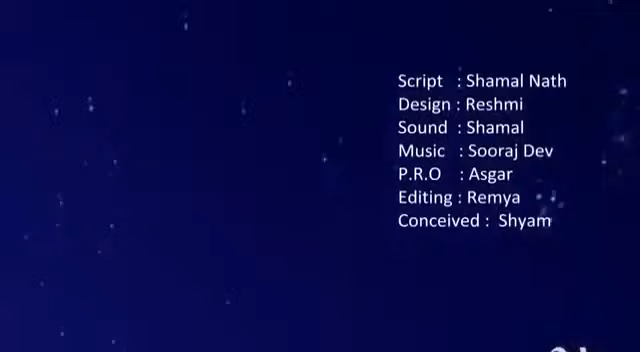 Script : Shamal Nath
Design : Reshmi
Sound : Shamal
Music : Sooraj Dev
P.R.O : Asgar
Editing : Remya
Conceived : Shyam